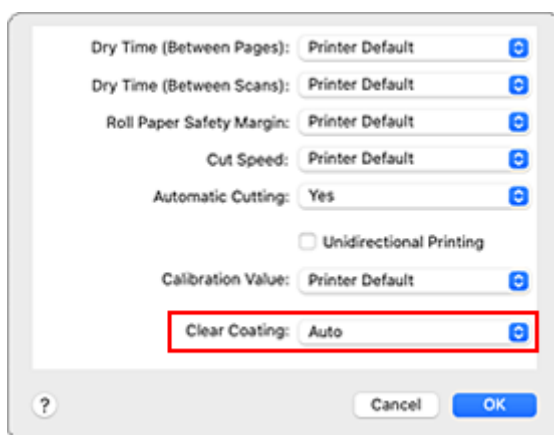 Dry Time (Between Pages): Printer Default
Dry Time (Between Scans): Printer Default
Roll Paper Safety Margin: Printer Default
Cut Speed: Printer Default
Automatic Cutting: Yes
Unidirectional Printing
Calibration Value: Printer Default
Clear Coating: Auto
? Cancel OK